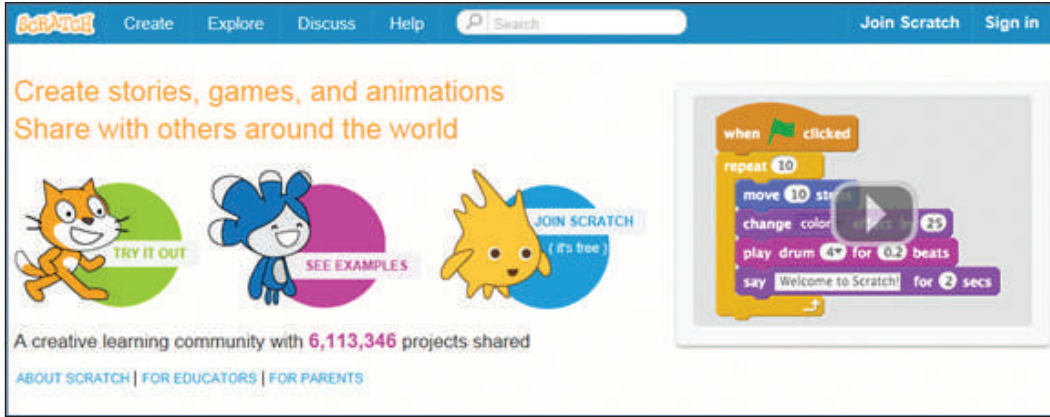 SCRATCH Create Explore Discuss Help Search Join Scratch Sign in
Create stories, games, and animations
Share with others around the world
TRY IT OUT
SEE EXAMPLES
JOIN SCRATCH
( it's free )
A creative learning community with 6,113,346 projects shared
ABOUT SCRATCH | FOR EDUCATORS | FOR PARENTS
when clicked
repeat 10
move 10
change color by 25
play drum 4 for 0.2 beats
say Welcome to Scratch! for 2 secs